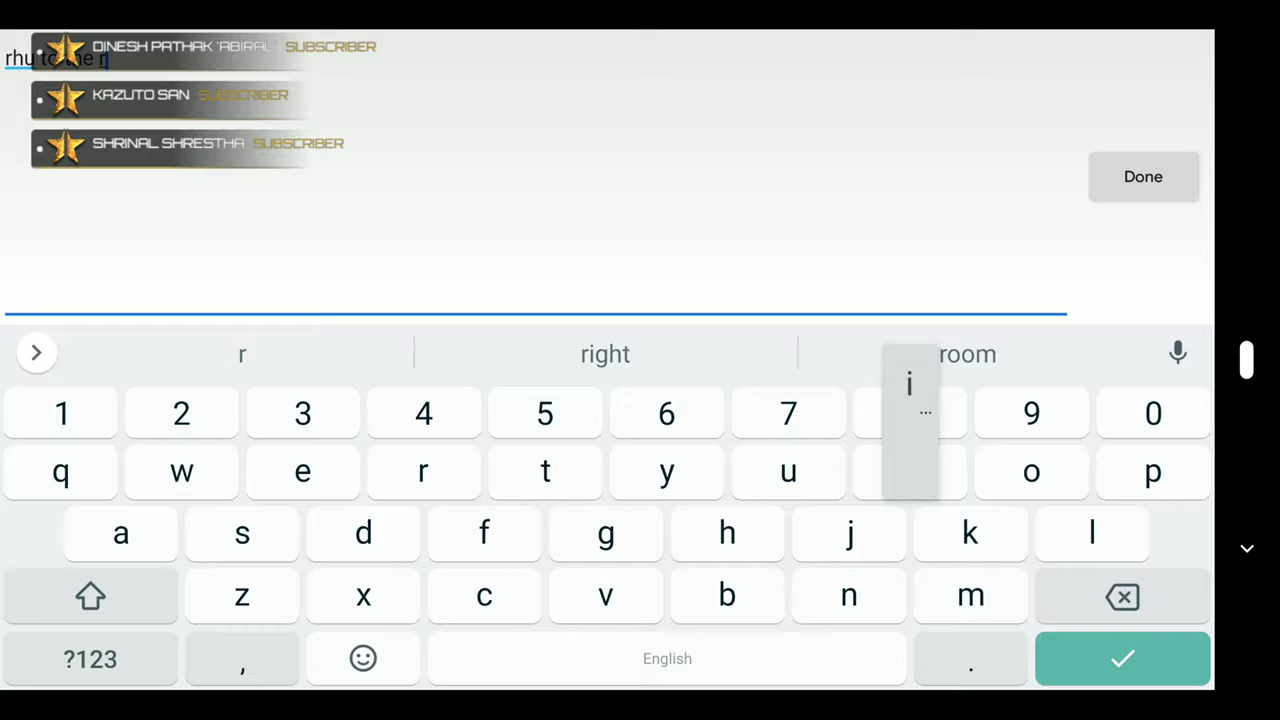 DINESH PATHAK 'ABIRAL' SUBSCRIBER
rhu to the r
KAZUTO SAN SUBSCRIBER
SHRINAL SHRESTHA SUBSCRIBER
Done
r right room
i
...
1 2 3 4 5 6 7 9 0
q w e r t y u o p
a s d f g h j k l
z x c v b n m
?123 , English .